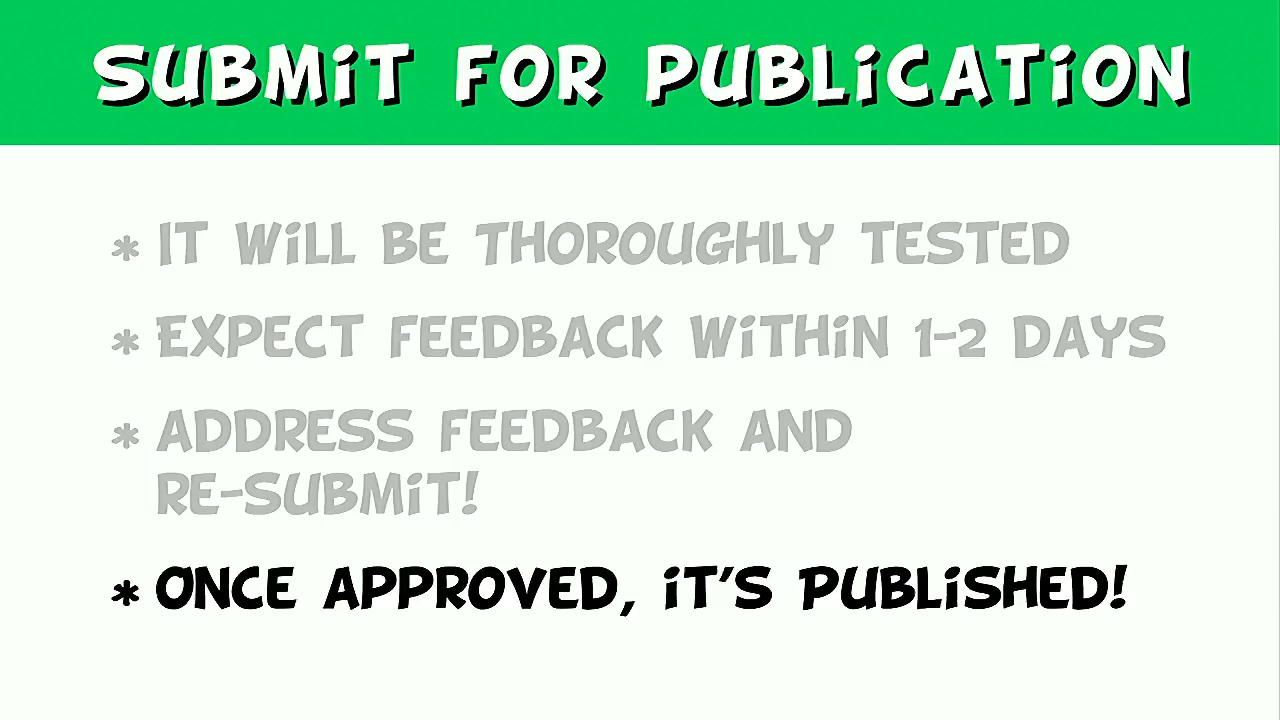 SUBMiT FOR PUBLiCATiON
* IT WiLL BE THOROUGHLY TESTED
* EXPECT FEEDBACK WiTHiN 1-2 DAYS
* ADDRESS FEEDBACK AND
RE-SUBMiT!
* ONCE APPROVED, iT'S PUBLiSHED!